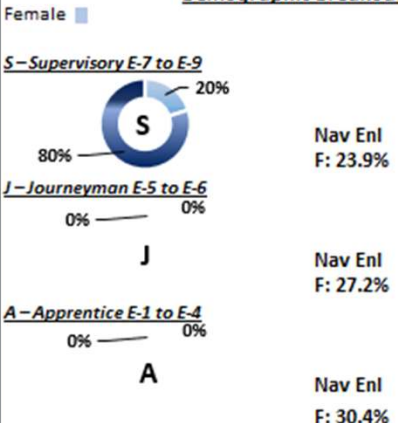 Female
S – Supervisory E-7 to E-9
20%
S
80%
Nav Enl
F: 23.9%
J – Journeyman E-5 to E-6
0%
0%
J
Nav Enl
F: 27.2%
A – Apprentice E-1 to E-4
0%
0%
A
Nav Enl
F: 30.4%